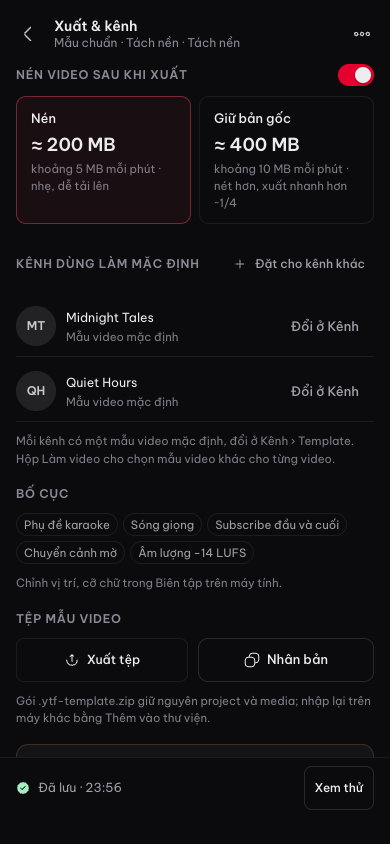 Xuất & kênh
Mẫu chuẩn · Tách nền · Tách nền
NÉN VIDEO SAU KHI XUẤT
Nén
≈ 200 MB
khoảng 5 MB mỗi phút ·
nhẹ, dễ tải lên
Giữ bản gốc
≈ 400 MB
khoảng 10 MB mỗi phút ·
nét hơn, xuất nhanh hơn
~1/4
KÊNH DÙNG LÀM MẶC ĐỊNH
Đặt cho kênh khác
MT
Midnight Tales
Mẫu video mặc định
Đổi ở Kênh
QH
Quiet Hours
Mẫu video mặc định
Đổi ở Kênh
Mỗi kênh có một mẫu video mặc định, đổi ở Kênh › Template.
Hộp Làm video cho chọn mẫu video khác cho từng video.
BỐ CỤC
Phụ đề karaoke
Sóng giọng
Subscribe đầu và cuối
Chuyển cảnh mờ
Âm lượng -14 LUFS
Chỉnh vị trí, cỡ chữ trong Biên tập trên máy tính.
TỆP MẪU VIDEO
Xuất tệp
Nhân bản
Gói .ytf-template.zip giữ nguyên project và media; nhập lại trên
máy khác bằng Thêm vào thư viện.
Đã lưu · 23:56
Xem thử